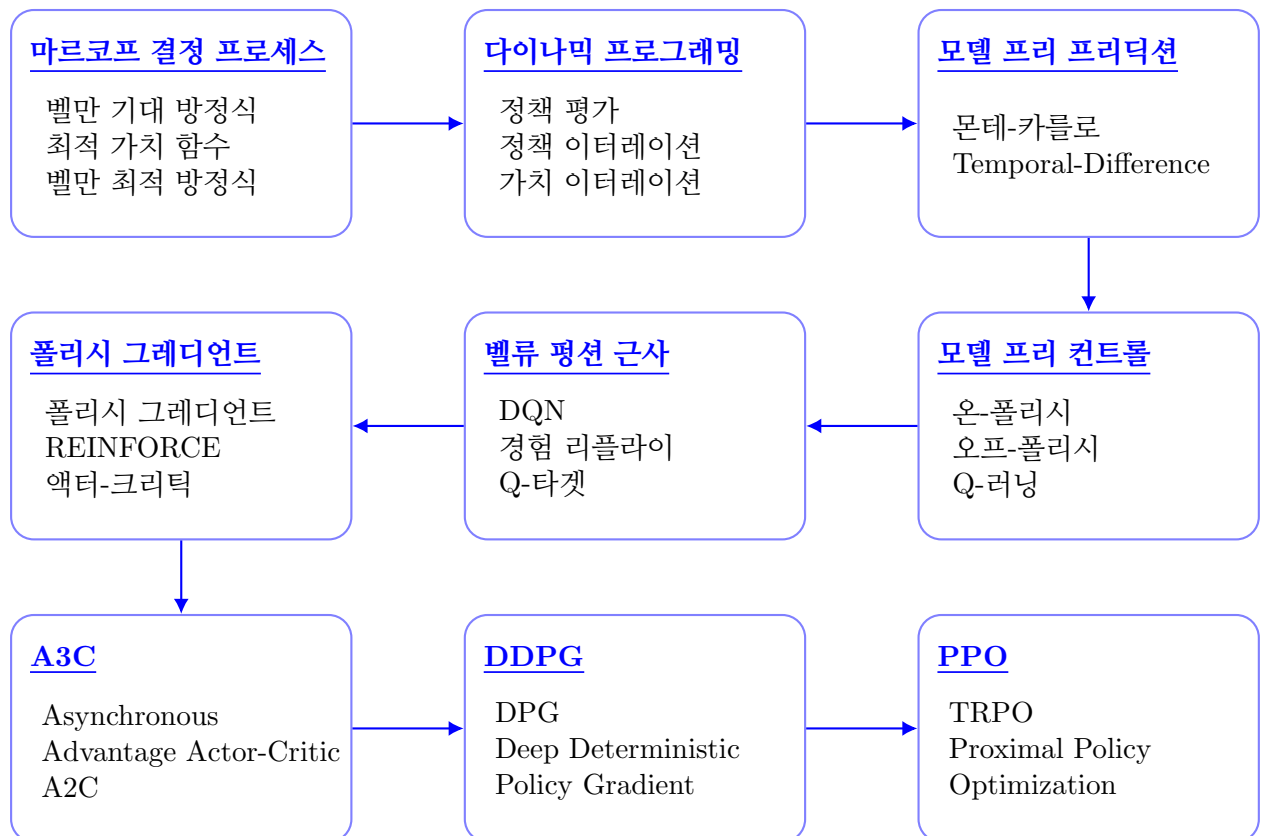 마르코프 결정 프로세스
벨만 기대 방정식
최적 가치 함수
벨만 최적 방정식
다이나믹 프로그래밍
정책 평가
정책 이터레이션
가치 이터레이션
모델 프리 프리딕션
몬테-카를로
Temporal-Difference
모델 프리 컨트롤
온-폴리시
오프-폴리시
Q-러닝
벨류 펑션 근사
DQN
경험 리플라이
Q-타겟
폴리시 그레디언트
폴리시 그레디언트
REINFORCE
액터-크리틱
A3C
Asynchronous
Advantage Actor-Critic
A2C
DDPG
DPG
Deep Deterministic
Policy Gradient
PPO
TRPO
Proximal Policy
Optimization